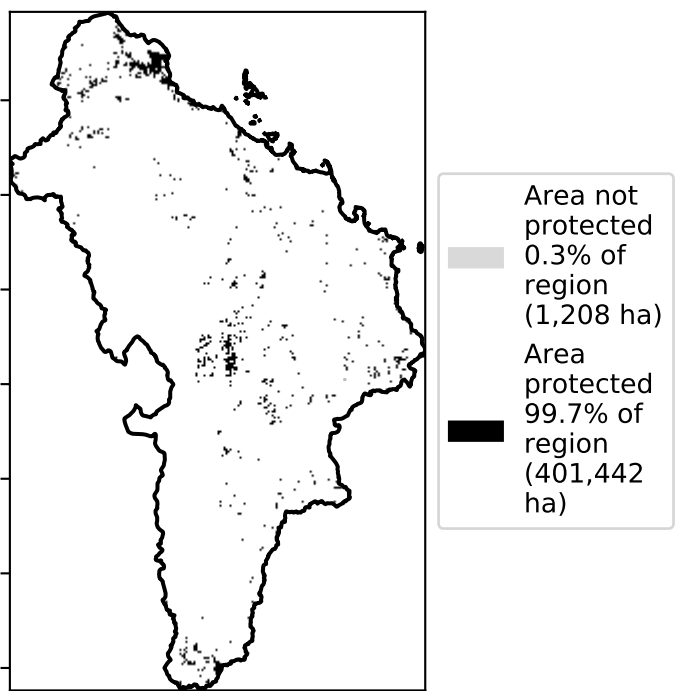 Area not
protected
0.3% of
region
(1,208 ha)
Area
protected
99.7% of
region
(401,442
ha)